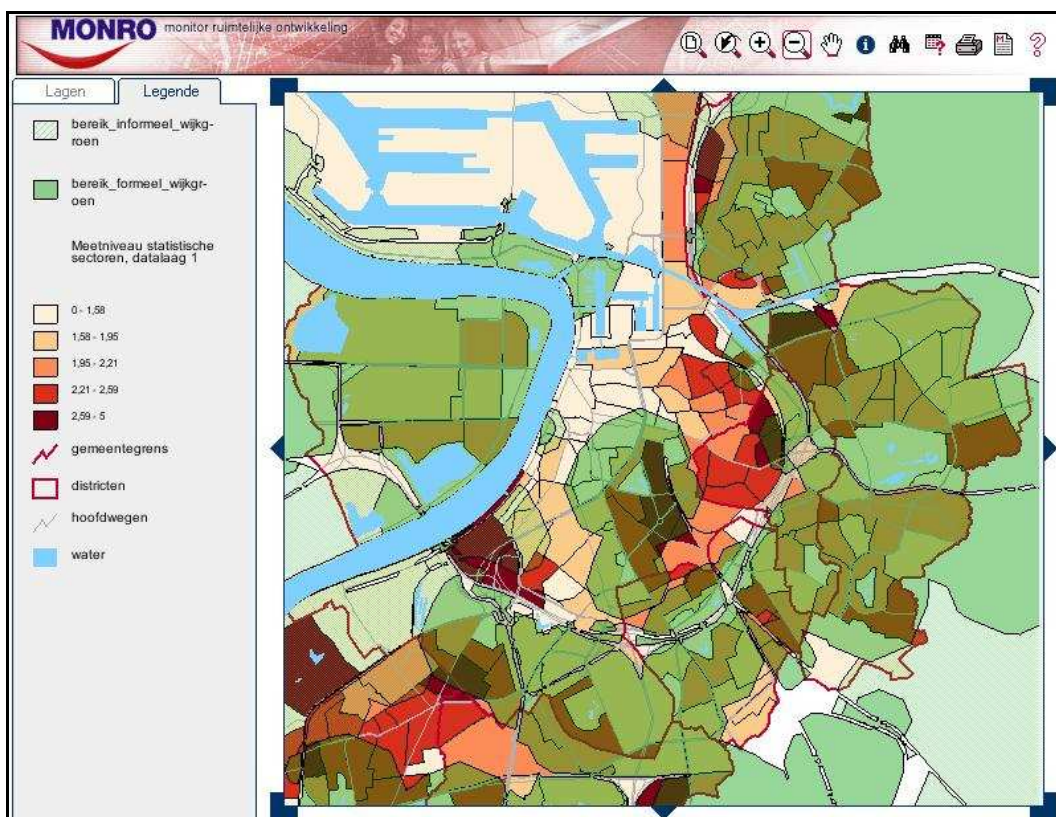 MONRO monitor ruimtelijke ontwikkeling
Lagen
Legende
bereik_informeel_wijkg-
roen
bereik_formeel_wijkgr-
oen
Meetniveau statistische
sectoren, datalaag 1
0 - 1,58
1,58 - 1,95
1,95 - 2,21
2,21 - 2,59
2,59 - 5
gemeentegrens
districten
hoofdwegen
water